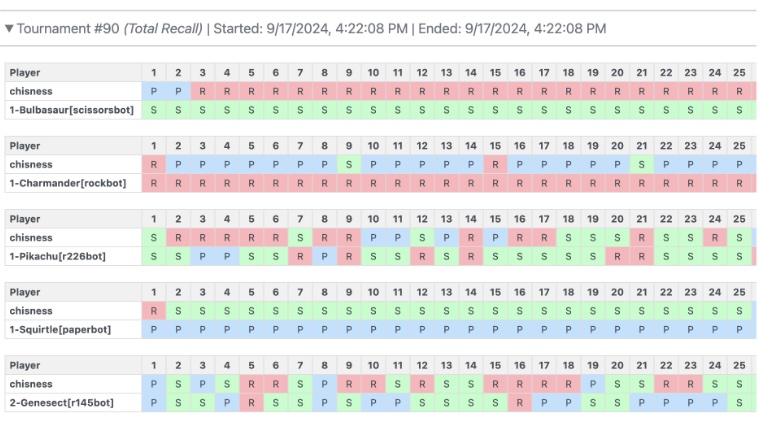 ▼ Tournament #90 (Total Recall) | Started: 9/17/2024, 4:22:08 PM | Ended: 9/17/2024, 4:22:08 PM
Player 1 2 3 4 5 6 7 8 9 10 11 12 13 14 15 16 17 18 19 20 21 22 23 24 25
chisness P P R R R R R R R R R R R R R R R R R R R R R R R
1-Bulbasaur[scissorsbot] S S S S S S S S S S S S S S S S S S S S S S S S S
Player 1 2 3 4 5 6 7 8 9 10 11 12 13 14 15 16 17 18 19 20 21 22 23 24 25
chisness R P P P P P P P S P P P P P R P P P P P S P P P P
1-Charmander[rockbot] R R R R R R R R R R R R R R R R R R R R R R R R R
Player 1 2 3 4 5 6 7 8 9 10 11 12 13 14 15 16 17 18 19 20 21 22 23 24 25
chisness S R R R R R S R R P P S P R P R R S S S R S S R S
1-Pikachu[r226bot] S S P P S S R P R S S R S R S S S S S R R S S S S
Player 1 2 3 4 5 6 7 8 9 10 11 12 13 14 15 16 17 18 19 20 21 22 23 24 25
chisness R S S S S S S S S S S S S S S S S S S S S S S S S
1-Squirtle[paperbot] P P P P P P P P P P P P P P P P P P P P P P P P P
Player 1 2 3 4 5 6 7 8 9 10 11 12 13 14 15 16 17 18 19 20 21 22 23 24 25
chisness P S P S R R S P R R S R S S R R R R P S S R R S S
2-Genesect[r145bot] P S S P R S S P S P P S S S S R P P S S P P P P S